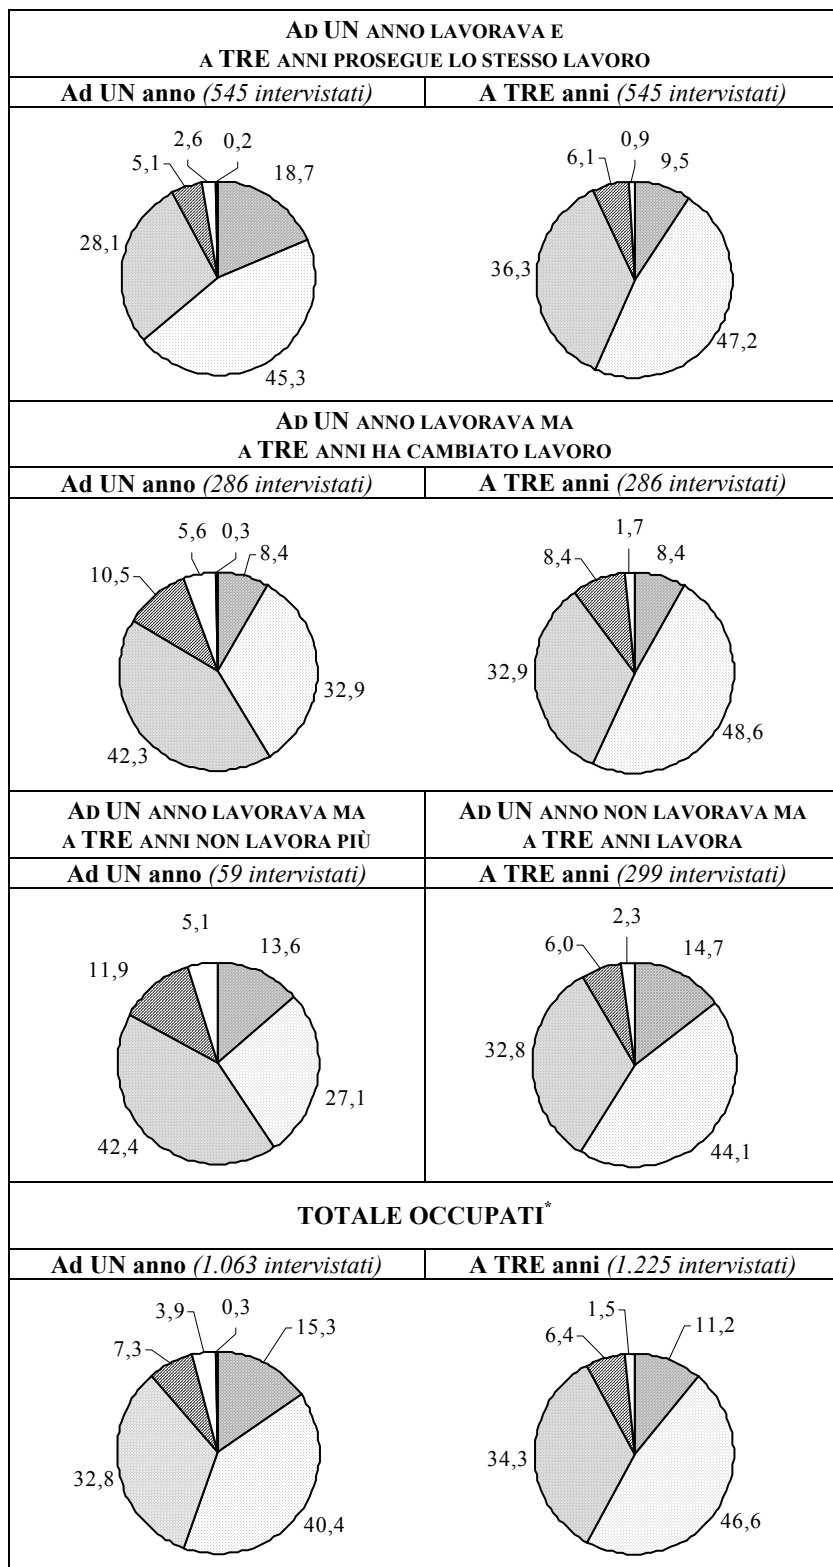 AD UN ANNO LAVORAVA E
A TRE ANNI PROSEGUE LO STESSO LAVORO
Ad UN anno (545 intervistati)
A TRE anni (545 intervistati)
2,6
0,2
5,1
18,7
28,1
45,3
0,9
6,1
9,5
36,3
47,2
AD UN ANNO LAVORAVA MA
A TRE ANNI HA CAMBIATO LAVORO
Ad UN anno (286 intervistati)
A TRE anni (286 intervistati)
5,6
0,3
8,4
10,5
32,9
42,3
1,7
8,4
8,4
32,9
48,6
AD UN ANNO LAVORAVA MA
A TRE ANNI NON LAVORA PIÙ
AD UN ANNO NON LAVORAVA MA
A TRE ANNI LAVORA
Ad UN anno (59 intervistati)
A TRE anni (299 intervistati)
5,1
13,6
11,9
27,1
42,4
2,3
6,0
14,7
32,8
44,1
TOTALE OCCUPATI*
Ad UN anno (1.063 intervistati)
A TRE anni (1.225 intervistati)
3,9
0,3
15,3
7,3
32,8
40,4
1,5
11,2
6,4
34,3
46,6